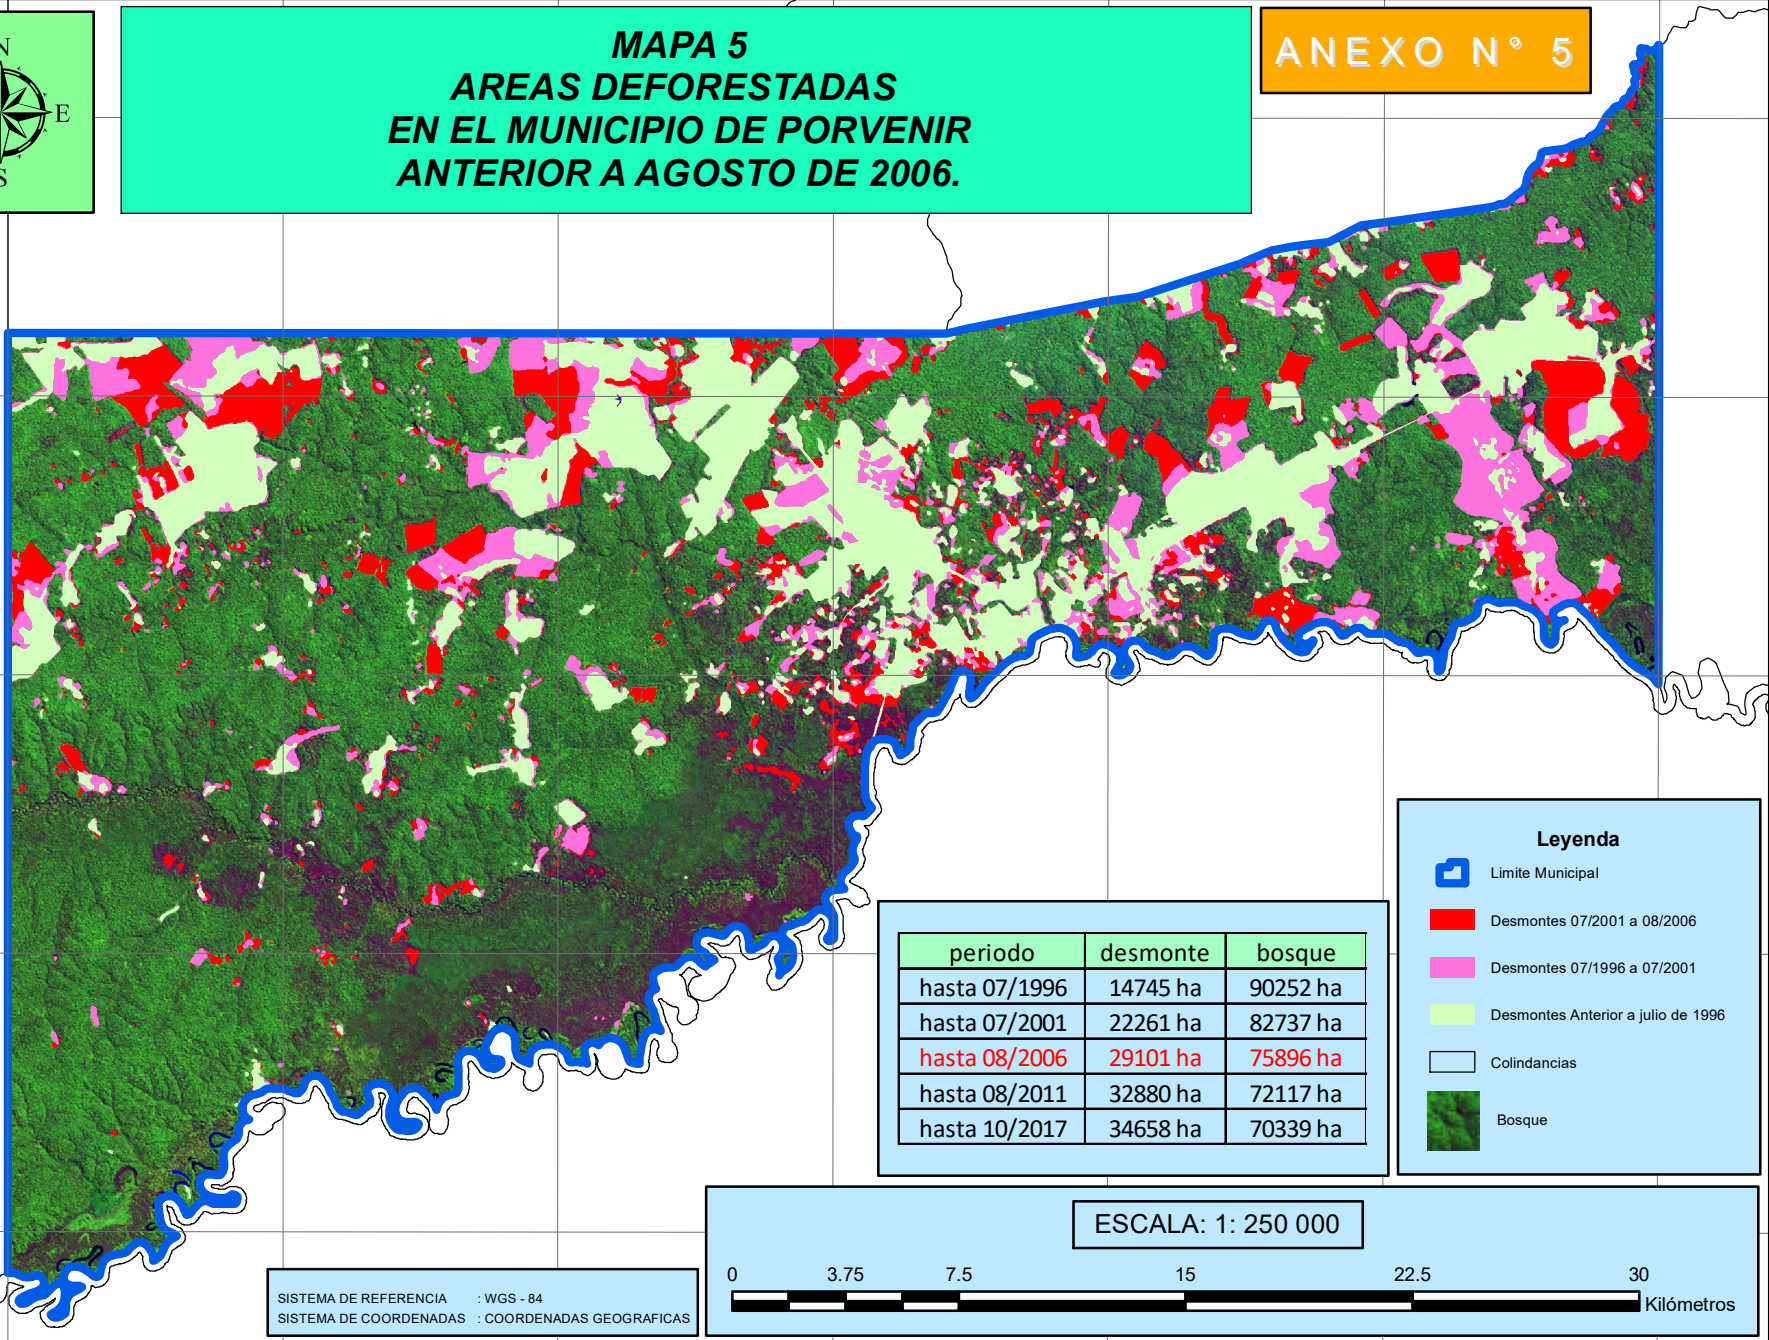 N
E
S
MAPA 5
AREAS DEFORESTADAS
EN EL MUNICIPIO DE PORVENIR
ANTERIOR A AGOSTO DE 2006.
ANEXO N° 5
periodo desmonte bosque
hasta 07/1996 14745 ha 90252 ha
hasta 07/2001 22261 ha 82737 ha
hasta 08/2006 29101 ha 75896 ha
hasta 08/2011 32880 ha 72117 ha
hasta 10/2017 34658 ha 70339 ha
Leyenda
Limite Municipal
Desmontes 07/2001 a 08/2006
Desmontes 07/1996 a 07/2001
Desmontes Anterior a julio de 1996
Colindancias
Bosque
ESCALA: 1: 250 000
0 3.75 7.5 15 22.5 30
Kilómetros
SISTEMA DE REFERENCIA : WGS - 84
SISTEMA DE COORDENADAS : COORDENADAS GEOGRAFICAS